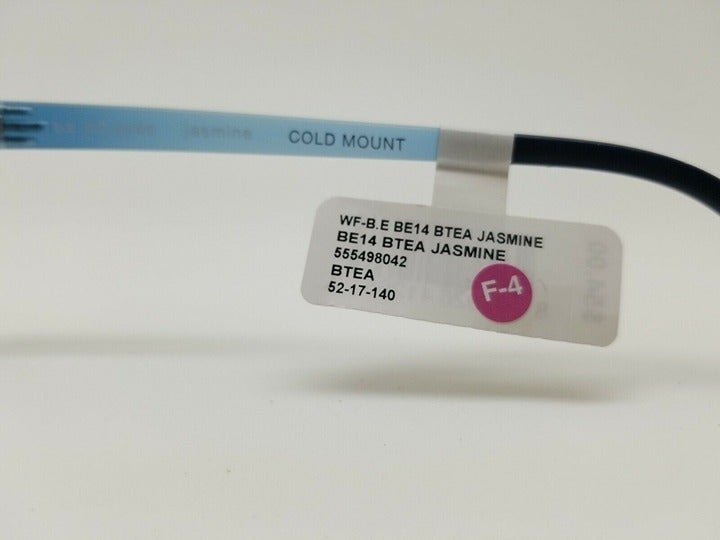 jasmine COLD MOUNT
WF-B.E BE14 BTEA JASMINE
BE14 BTEA JASMINE
555498042
BTEA
52-17-140
F-4